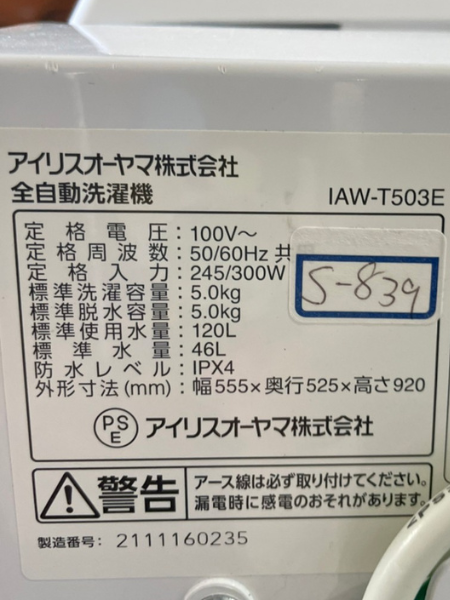 アイリスオーヤマ株式会社
全自動洗濯機 IAW-T503E
定格電圧:100V〜
定格周波数:50/60Hz 共
定格入力:245/300W
標準洗濯容量:5.0kg
標準脱水容量:5.0kg
標準使用水量:120L
標準水量:46L
防水レベル:IPX4
外形寸法(mm):幅555×奥行525×高さ920
S-839
PSE アイリスオーヤマ株式会社
警告
アース線は必ず取り付けてください。
漏電時に感電のおそれがあります。
製造番号:2111160235